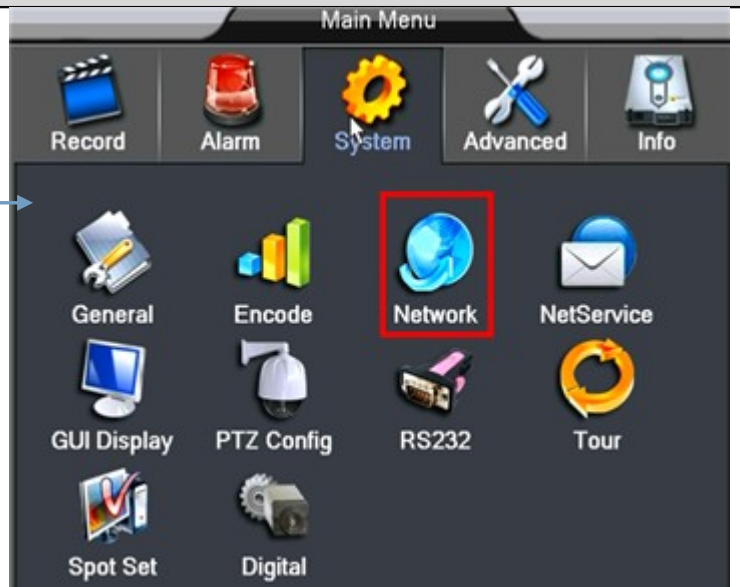 Main Menu
Record Alarm System Advanced Info
General Encode Network NetService
GUI Display PTZ Config RS232 Tour
Spot Set Digital